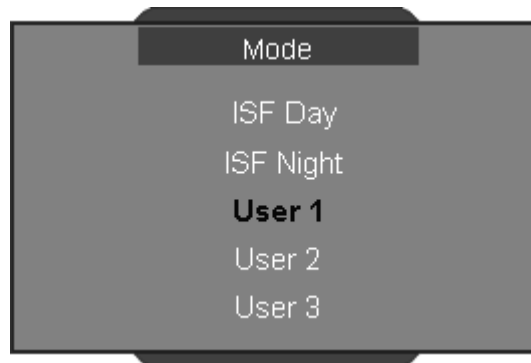 Mode
ISF Day
ISF Night
User 1
User 2
User 3